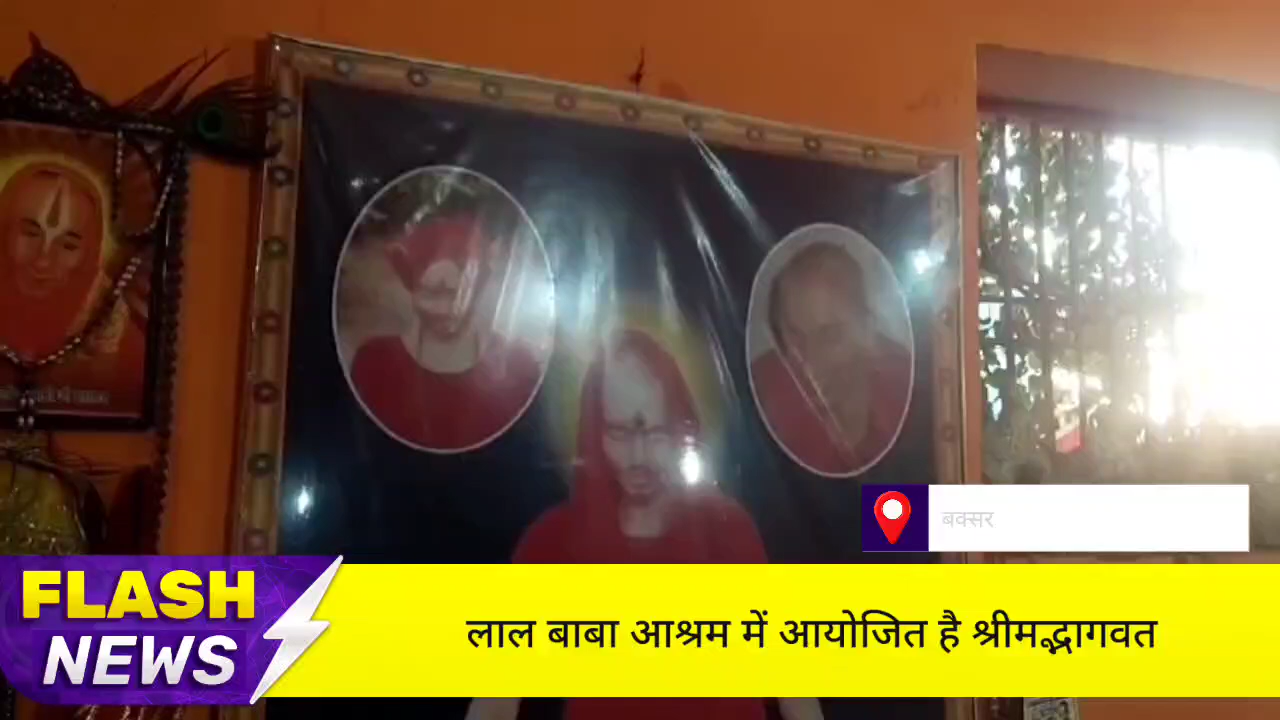 बक्सर
FLASH
NEWS
लाल बाबा आश्रम में आयोजित है श्रीमद्भागवत